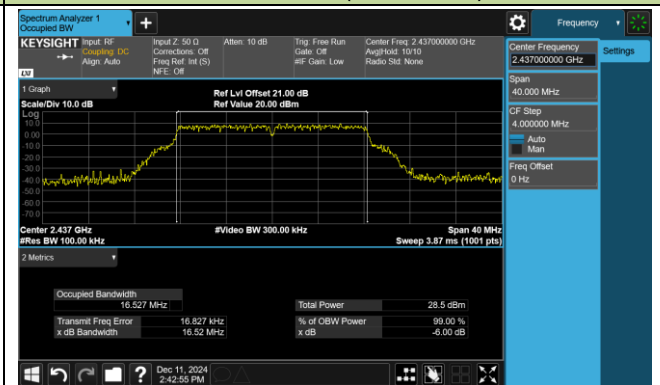 Spectrum Analyzer 1
Occupied BW
Frequency
KEYSIGHT
LXI
Input: RF
Coupling: DC
Align: Auto
Input Z: 50 Ω
Corrections: Off
Freq Ref: Int (S)
NFE: Off
Atten: 10 dB
Trig: Free Run
Gate: Off
#IF Gain: Low
Center Freq: 2.437000000 GHz
Avg|Hold: 10/10
Radio Std: None
Center Frequency
2.437000000 GHz
Settings
Span
40.000 MHz
CF Step
4.000000 MHz
Auto
Man
Freq Offset
0 Hz
1 Graph
Scale/Div 10.0 dB
Ref Lvl Offset 21.00 dB
Ref Value 20.00 dBm
Log
10.0
0.00
-10.0
-20.0
-30.0
-40.0
-50.0
-60.0
-70.0
Center 2.437 GHz
#Res BW 100.00 kHz
#Video BW 300.00 kHz
Span 40 MHz
Sweep 3.87 ms (1001 pts)
2 Metrics
Occupied Bandwidth
16.527 MHz
Total Power 28.5 dBm
Transmit Freq Error 16.827 kHz
% of OBW Power 99.00 %
x dB Bandwidth 16.52 MHz
x dB -6.00 dB
Dec 11, 2024
2:42:55 PM